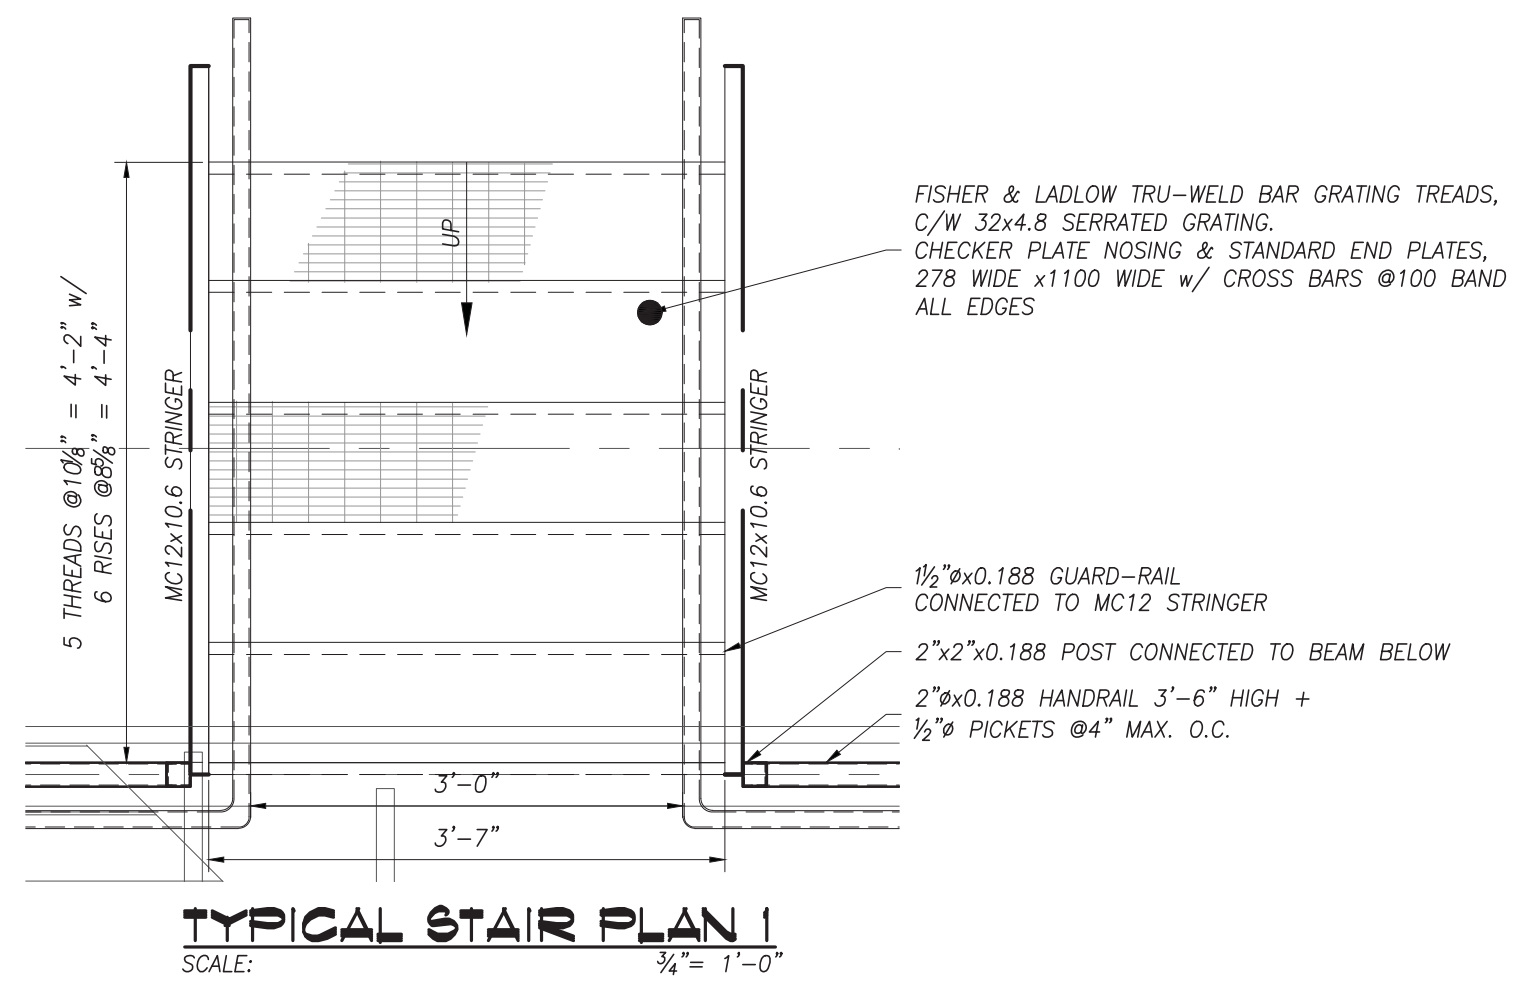 FISHER & LADLOW TRU-WELD BAR GRATING TREADS,
C/W 32x4.8 SERRATED GRATING.
CHECKER PLATE NOSING & STANDARD END PLATES,
278 WIDE x1100 WIDE w/ CROSS BARS @100 BAND
ALL EDGES
UP
5 THREADS @10⅛" = 4'-2" w/
6 RISES @8⅝" = 4'-4"
MC12x10.6 STRINGER
MC12x10.6 STRINGER
1½"øx0.188 GUARD-RAIL
CONNECTED TO MC12 STRINGER
2"x2"x0.188 POST CONNECTED TO BEAM BELOW
2"øx0.188 HANDRAIL 3'-6" HIGH +
½"ø PICKETS @4" MAX. O.C.
3'-0"
3'-7"
TYPICAL STAIR PLAN 1
SCALE: ¾"= 1'-0"